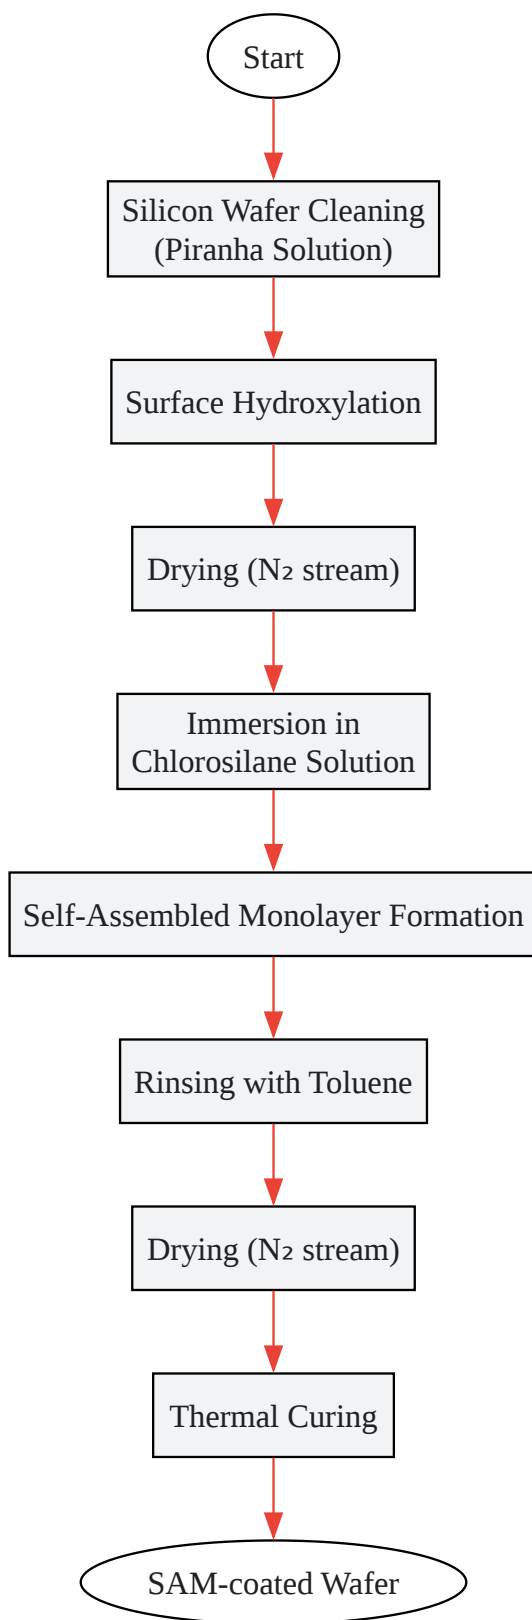 Start
Silicon Wafer Cleaning
(Piranha Solution)
Surface Hydroxylation
Drying (N₂ stream)
Immersion in
Chlorosilane Solution
Self-Assembled Monolayer Formation
Rinsing with Toluene
Drying (N₂ stream)
Thermal Curing
SAM-coated Wafer